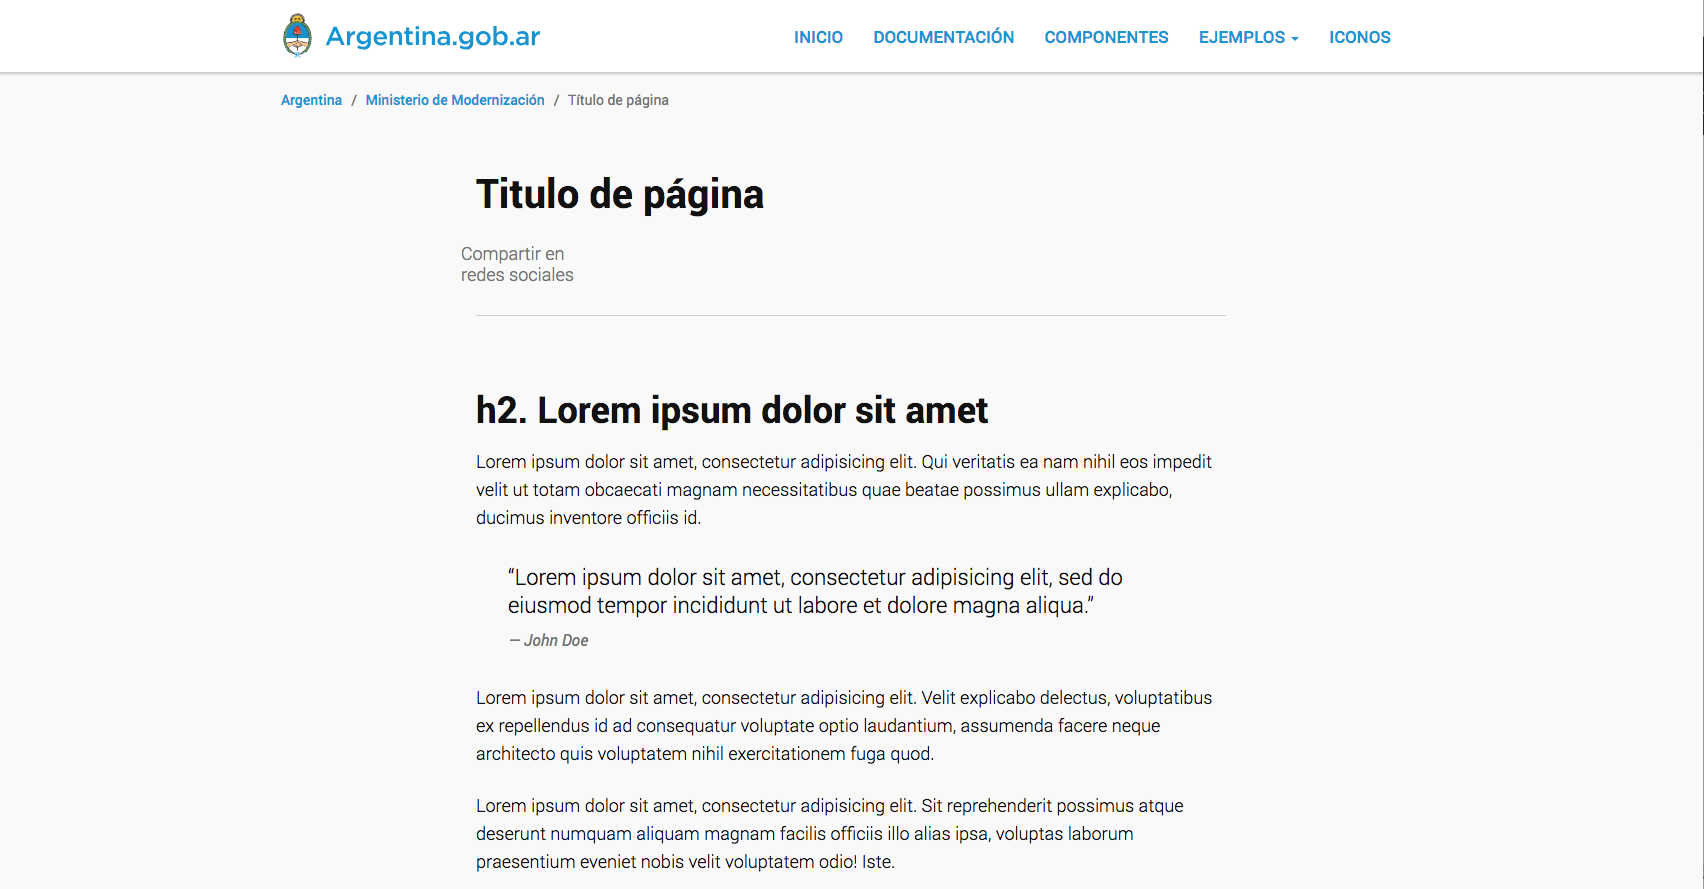 Argentina.gob.ar
INICIO DOCUMENTACIÓN COMPONENTES EJEMPLOS ICONOS
Argentina / Ministerio de Modernización / Título de página
Titulo de página
Compartir en
redes sociales
h2. Lorem ipsum dolor sit amet
Lorem ipsum dolor sit amet, consectetur adipisicing elit. Qui veritatis ea nam nihil eos impedit
velit ut totam obcaecati magnam necessitatibus quae beatae possimus ullam explicabo,
ducimus inventore officiis id.
“Lorem ipsum dolor sit amet, consectetur adipisicing elit, sed do
eiusmod tempor incididunt ut labore et dolore magna aliqua.”
— John Doe
Lorem ipsum dolor sit amet, consectetur adipisicing elit. Velit explicabo delectus, voluptatibus
ex repellendus id ad consequatur voluptate optio laudantium, assumenda facere neque
architecto quis voluptatem nihil exercitationem fuga quod.
Lorem ipsum dolor sit amet, consectetur adipisicing elit. Sit reprehenderit possimus atque
deserunt numquam aliquam magnam facilis officiis illo alias ipsa, voluptas laborum
praesentium eveniet nobis velit voluptatem odio! Iste.